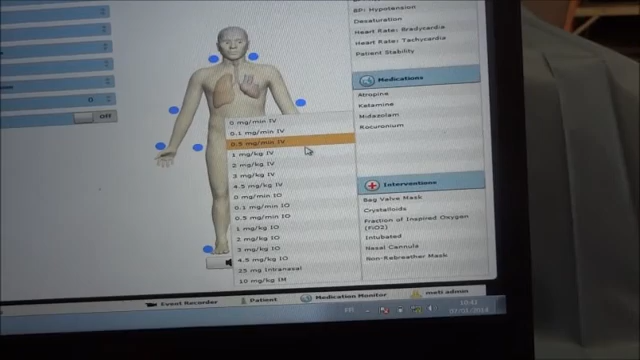 BP: Hypotension
Desaturation
Heart Rate: Bradycardia
Heart Rate: Tachycardia
Patient Stability
Medications
Atropine
Ketamine
Midazolam
Rocuronium
0 mg/min IV
0.1 mg/min IV
0.5 mg/min IV
1 mg/kg IV
2 mg/kg IV
3 mg/kg IV
4.5 mg/kg IV
0 mg/min IO
0.1 mg/min IO
0.5 mg/min IO
1 mg/kg IO
2 mg/kg IO
3 mg/kg IO
4.5 mg/kg IO
25 mg Intranasal
10 mg/kg IM
0
off
Interventions
Bag Valve Mask
Crystalloids
Fraction of Inspired Oxygen
(FiO2)
Intubated
Nasal Cannula
Non-Rebreather Mask
Event Recorder
Patient
Medication Monitor
meti admin
10:41